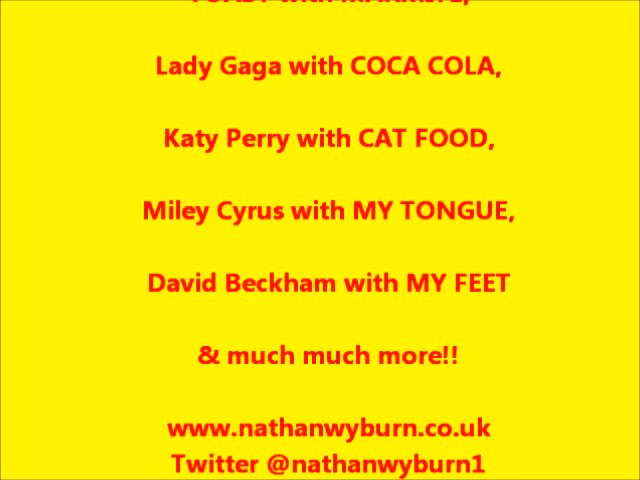 with
Lady Gaga with COCA COLA,
Katy Perry with CAT FOOD,
Miley Cyrus with MY TONGUE,
David Beckham with MY FEET
& much much more!!
www.nathanwyburn.co.uk
Twitter @nathanwyburn1